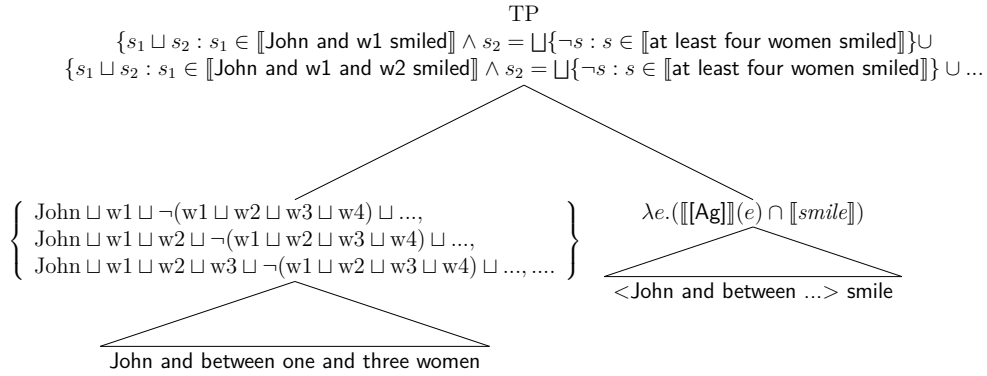 TP
{s₁ ⊔ s₂ : s₁ ∈ ⟦John and w1 smiled⟧ ∧ s₂ = ⨆{¬s : s ∈ ⟦at least four women smiled⟧}}∪
{s₁ ⊔ s₂ : s₁ ∈ ⟦John and w1 and w2 smiled⟧ ∧ s₂ = ⨆{¬s : s ∈ ⟦at least four women smiled⟧}} ∪ ...
John ⊔ w1 ⊔ ¬(w1 ⊔ w2 ⊔ w3 ⊔ w4) ⊔ ...,
John ⊔ w1 ⊔ w2 ⊔ ¬(w1 ⊔ w2 ⊔ w3 ⊔ w4) ⊔ ...,
John ⊔ w1 ⊔ w2 ⊔ w3 ⊔ ¬(w1 ⊔ w2 ⊔ w3 ⊔ w4) ⊔ ..., ....
λe.(⟦[Ag]⟧(e) ∩ ⟦smile⟧)
<John and between ...> smile
John and between one and three women